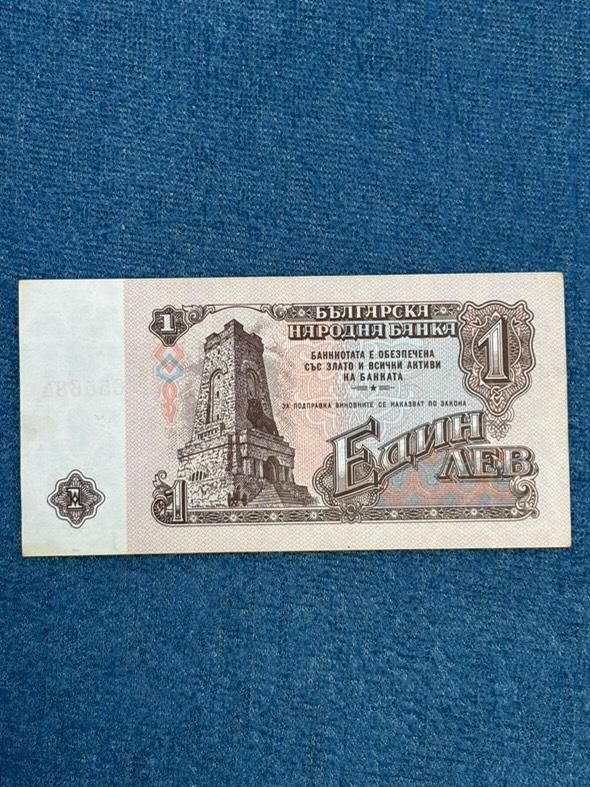 1
БЪЛГАРСКА
НАРОДНА БАНКА
1
БАНКНОТАТА Е ОБЕЗПЕЧЕНА
СЪС ЗЛАТО И ВСИЧКИ АКТИВИ
НА БАНКАТА
ЗА ПОДПРАВКА ВИНОВНИТЕ СЕ НАКАЗВАТ ПО ЗАКОНА
ЕДИН
ЛЕВ
1
1